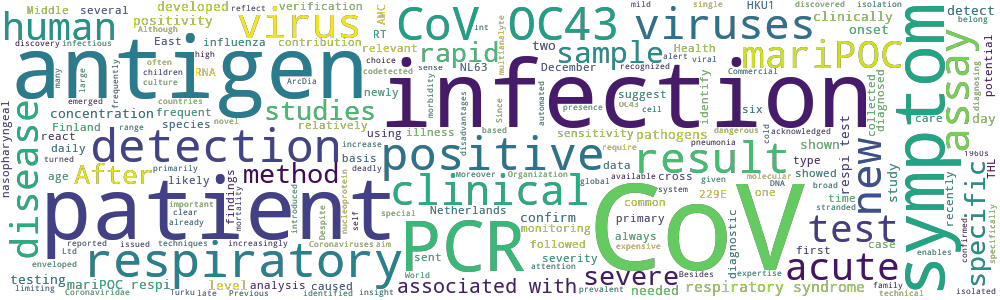 Middle several developed verification reflect mild single discovered isolation
human positivity virus AMC CoV OC43 viruses HKU1 clinically detect
Although contribution RT int multianalyte Health onset belong
discovery infectious East influenza rapid two sample relevant mariPOC
antigen high RNA choice alert viral potential
many large frequently often children culture ArcDia codetected NL63 December recognized Commercial
disease emerged countries frequent newly sense Since automated suggest OC43 cell presence identify six diagnosed collected assay diagnosing
concentration novel species studies morbidity disadvantages infection dangerous
nasopharyngeal Finland react range relatively using illness based sensitivity pathogens cold acknowledged care day
detection increase positive require pneumonia shown respi test new symptom 1960s
daily turned primarily basis deadly Moreover Organization data result available cross molecular type showed
After method clinical global system given DNA broad study recently THL
age likely special Netherlands common 229E one time stranded
patient important clear already findings mortality introduced Despite nucleoprotein self confirm monitoring CoV primary diagnostic test specific
reported issued techniques increasingly Coronaviruses aim PCR always expensive first case confirmed specifically
Ltd followed severity attention severe Besides expertise acute family enables
testing limiting enveloped respiratory sent World prevalent needed respiratory syndrome technical isolated
mariPOC respi level analysis caused associated with
Coronaviridae Turku late Previous identified insight